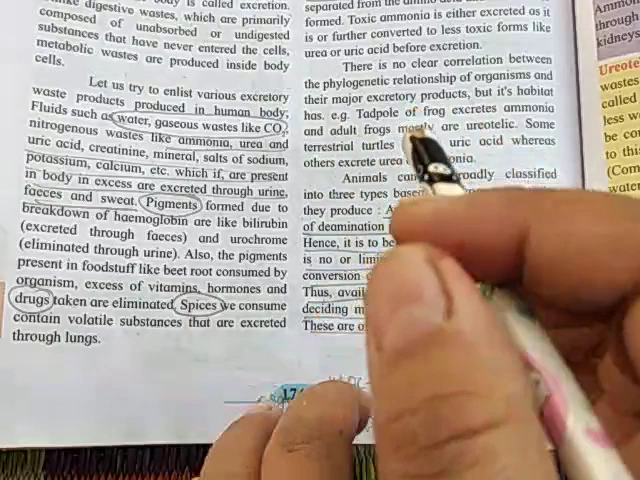 body is called excretion.
digestive wastes, which are primarily
composed of unabsorbed or undigested
substances that have never entered the cells,
metabolic wastes are produced inside body
cells.
Let us try to enlist various excretory
waste products produced in human body;
Fluids such as water, gaseous wastes like CO2,
nitrogenous wastes like ammonia, urea and
uric acid, creatinine, mineral, salts of sodium,
potassium, calcium, etc. which if, are present
in body in excess are excreted through urine,
faeces and sweat. Pigments formed due to
breakdown of haemoglobin are like bilirubin
(excreted through faeces) and urochrome
(eliminated through urine). Also, the pigments
present in foodstuff like beet root consumed by
organism, excess of vitamins, hormones and
drugs taken are eliminated. Spices we consume
contain volatile substances that are excreted
through lungs.
separated from the amino
formed. Toxic ammonia is either excreted as it
is or further converted to less toxic forms like
urea or uric acid before excretion.
There is no clear correlation between
the phylogenetic relationship of organisms and
their major excretory products, but it's habitat
has. e.g. Tadpole of frog excretes ammonia
and adult frogs mostly are ureotelic. Some
terrestrial turtles uric acid whereas
others excrete urea
Animals can broadly classified
into three types based
they produce :
of deamination
Hence, it is to be
is no or
conversion
Thus,
deciding
These are
17
through
kidneys
Ureote
wastes
called
less
be con
to this
(Com
water